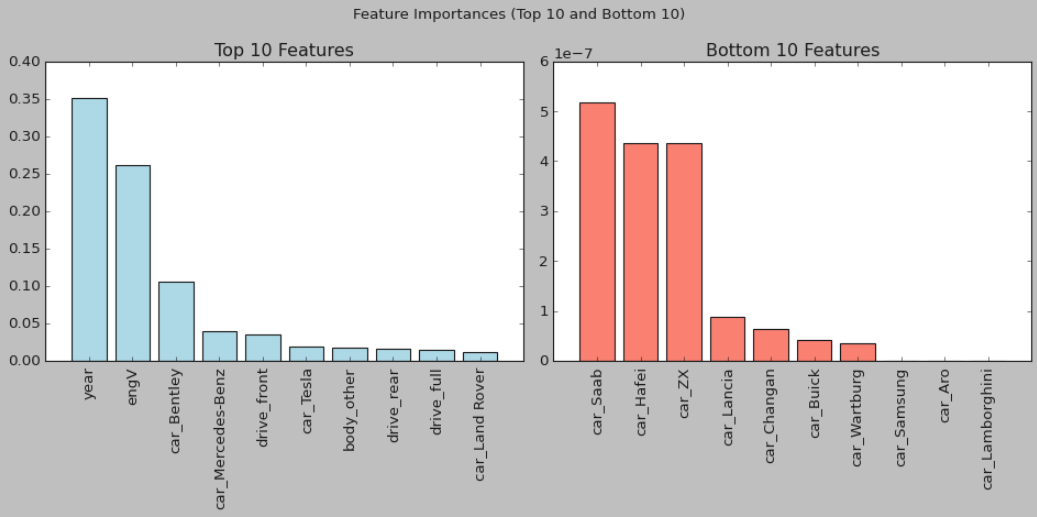 Feature Importances (Top 10 and Bottom 10)
Top 10 Features
0.40
0.35
0.30
0.25
0.20
0.15
0.10
0.05
0.00
year
engV
car_Bentley
car_Mercedes-Benz
drive_front
car_Tesla
body_other
drive_rear
drive_full
car_Land Rover
Bottom 10 Features
1e−7
6
5
4
3
2
1
0
car_Saab
car_Hafei
car_ZX
car_Lancia
car_Changan
car_Buick
car_Wartburg
car_Samsung
car_Aro
car_Lamborghini